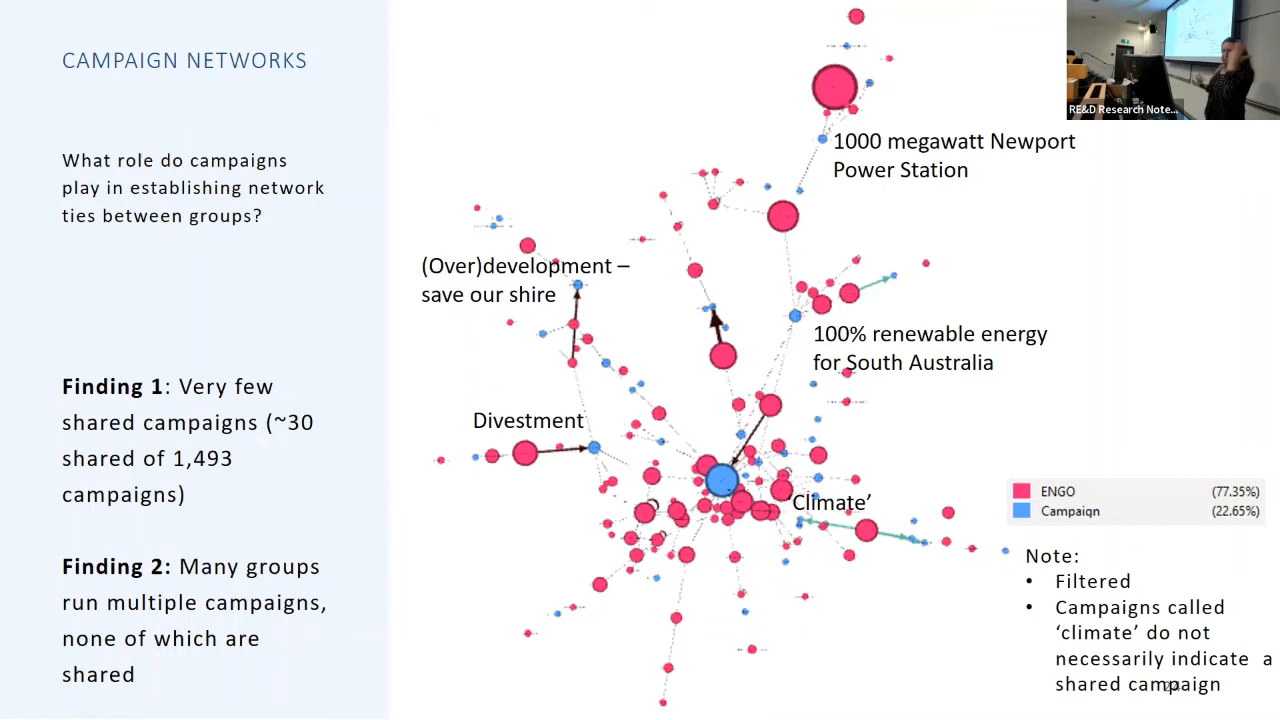 CAMPAIGN NETWORKS
What role do campaigns
play in establishing network
ties between groups?
Finding 1: Very few
shared campaigns (~30
shared of 1,493
campaigns)
Finding 2: Many groups
run multiple campaigns,
none of which are
shared
1000 megawatt Newport
Power Station
(Over)development –
save our shire
100% renewable energy
for South Australia
Divestment
‘Climate’
ENGO (77.35%)
Campaign (22.65%)
Note:
• Filtered
• Campaigns called
‘climate’ do not
necessarily indicate a
shared campaign
RE&D Research Note...